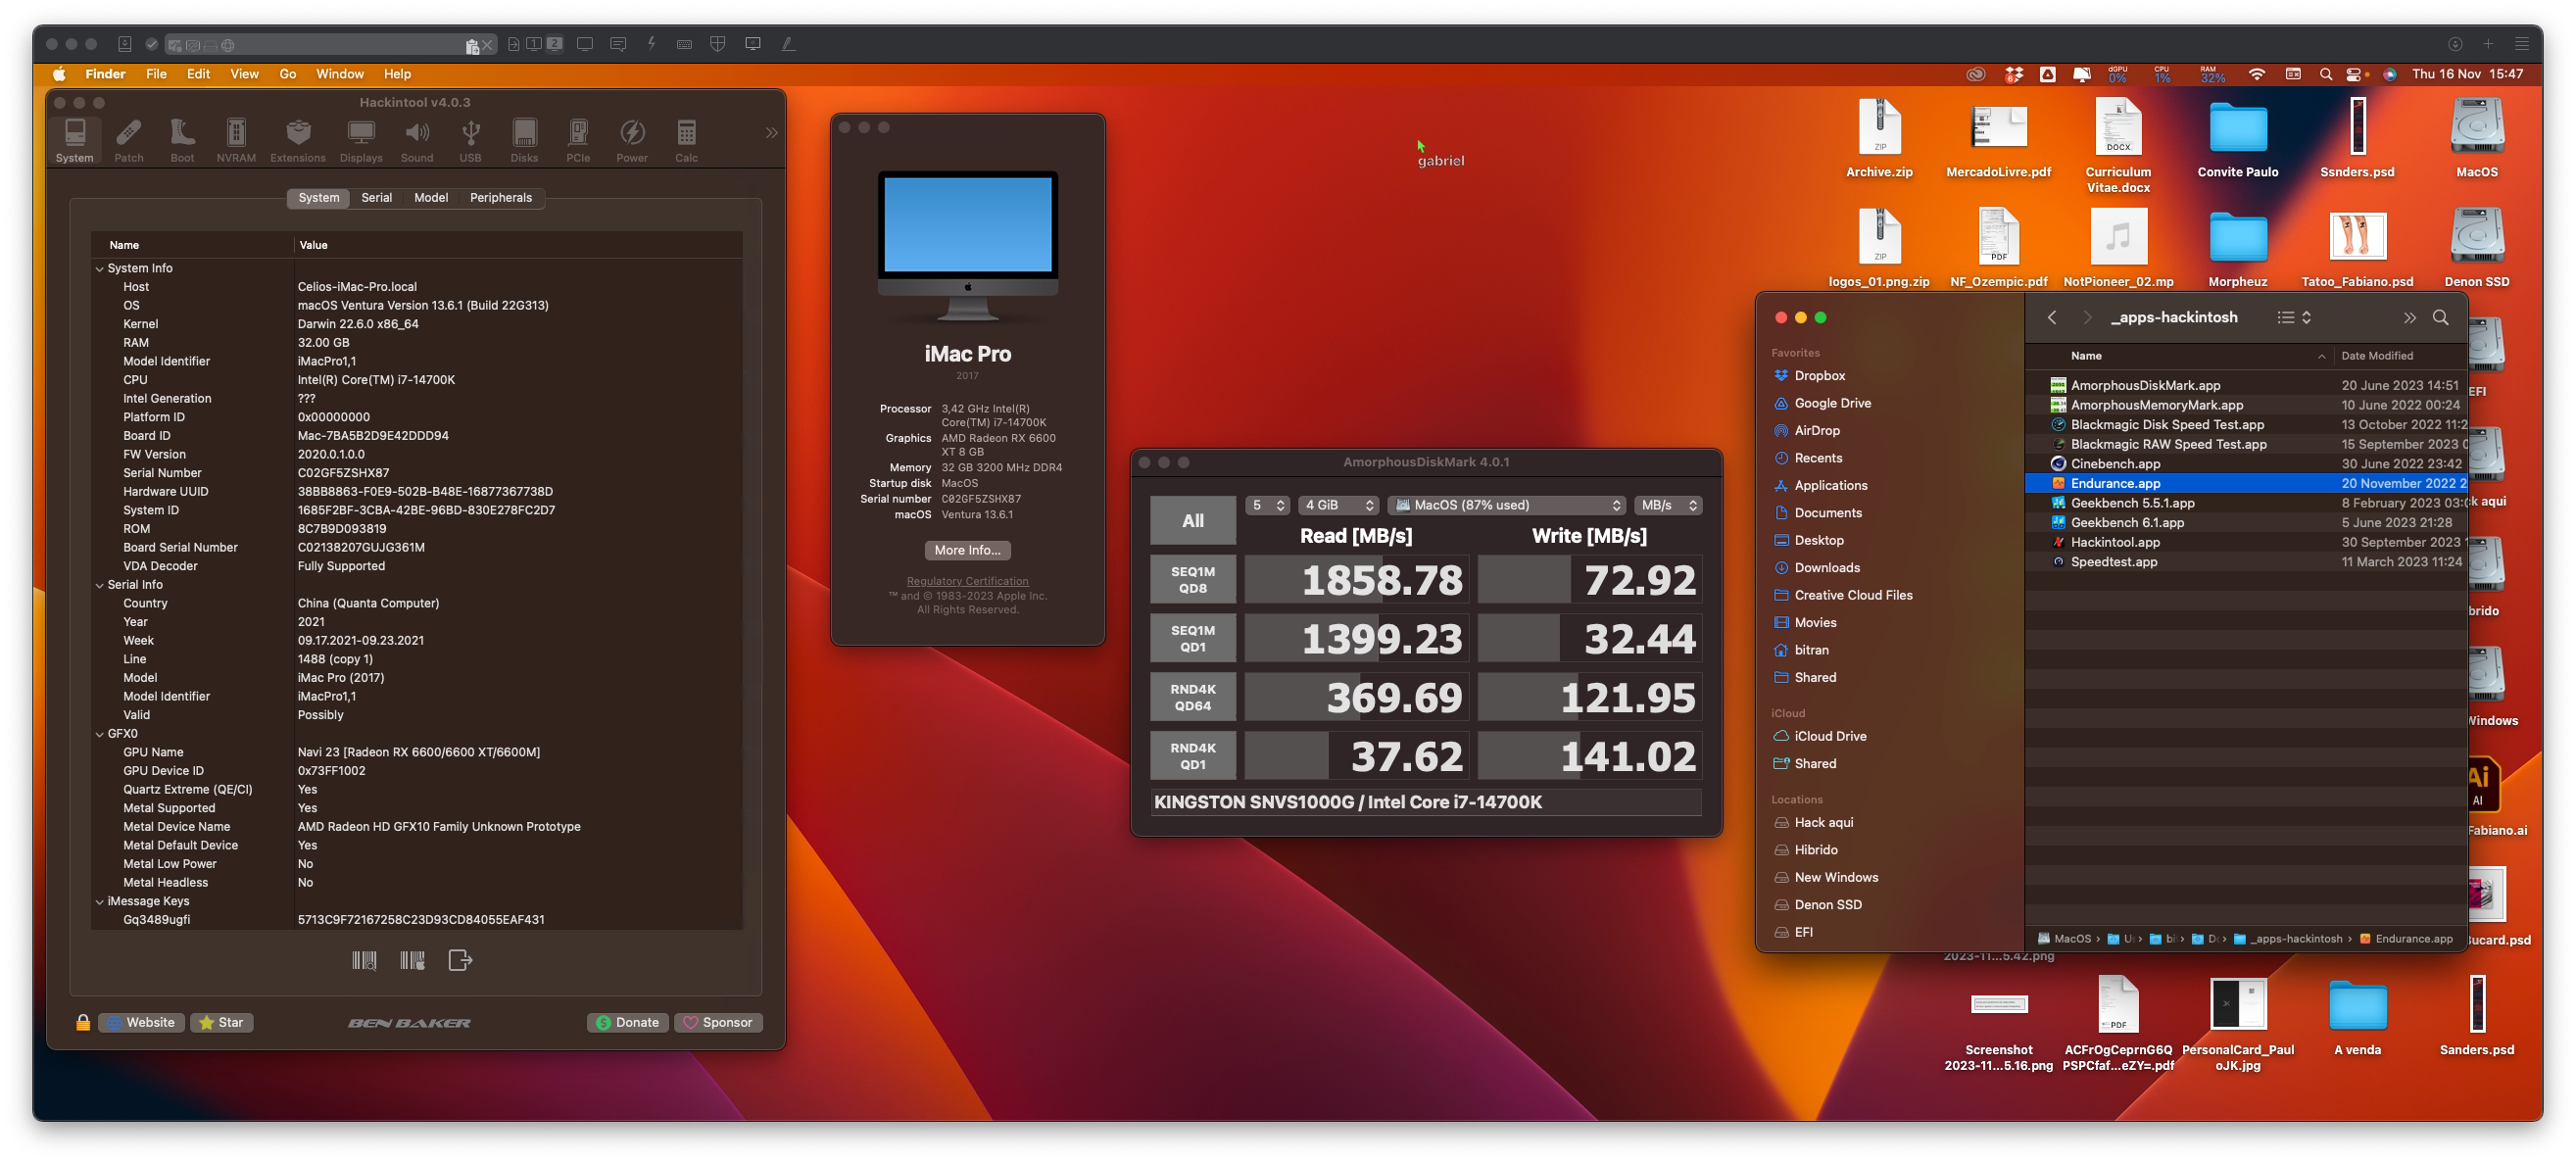 Finder File Edit View Go Window Help
dGPU 0% CPU 1% RAM 32% Thu 16 Nov 15:47
Hackintool v4.0.3
System Patch Boot NVRAM Extensions Displays Sound USB Disks PCIe Power Calc
System Serial Model Peripherals
Name Value
System Info
Host Celios-iMac-Pro.local
OS macOS Ventura Version 13.6.1 (Build 22G313)
Kernel Darwin 22.6.0 x86_64
RAM 32.00 GB
Model Identifier iMacPro1,1
CPU Intel(R) Core(TM) i7-14700K
Intel Generation ???
Platform ID 0x00000000
Board ID Mac-7BA5B2D9E42DDD94
FW Version 2020.0.1.0.0
Serial Number C02GF5ZSHX87
Hardware UUID 38BB8863-F0E9-502B-B48E-16877367738D
System ID 1685F2BF-3CBA-42BE-96BD-830E278FC2D7
ROM 8C7B9D093819
Board Serial Number C02138207GUJG361M
VDA Decoder Fully Supported
Serial Info
Country China (Quanta Computer)
Year 2021
Week 09.17.2021-09.23.2021
Line 1488 (copy 1)
Model iMac Pro (2017)
Model Identifier iMacPro1,1
Valid Possibly
GFX0
GPU Name Navi 23 [Radeon RX 6600/6600 XT/6600M]
GPU Device ID 0x73FF1002
Quartz Extreme (QE/CI) Yes
Metal Supported Yes
Metal Device Name AMD Radeon HD GFX10 Family Unknown Prototype
Metal Default Device Yes
Metal Low Power No
Metal Headless No
iMessage Keys
Gq3489ugfi 5713C9F72167258C23D93CD84055EAF431
Website Star BEN BAKER Donate Sponsor
iMac Pro
2017
Processor 3,42 GHz Intel(R)
Core(TM) i7-14700K
Graphics AMD Radeon RX 6600
XT 8 GB
Memory 32 GB 3200 MHz DDR4
Startup disk MacOS
Serial number C02GF5ZSHX87
macOS Ventura 13.6.1
More Info...
Regulatory Certification
™ and © 1983-2023 Apple Inc.
All Rights Reserved.
gabriel
AmorphousDiskMark 4.0.1
All 5 4 GiB MacOS (87% used) MB/s
Read [MB/s] Write [MB/s]
SEQ1M QD8 1858.78 72.92
SEQ1M QD1 1399.23 32.44
RND4K QD64 369.69 121.95
RND4K QD1 37.62 141.02
KINGSTON SNVS1000G / Intel Core i7-14700K
ZIP DOCX
Archive.zip MercadoLivre.pdf Curriculum Vitae.docx Convite Paulo Ssnders.psd MacOS
ZIP PDF
logos_01.png.zip NF_Ozempic.pdf NotPioneer_02.mp Morpheuz Tatoo_Fabiano.psd Denon SSD
_apps-hackintosh
Favorites
Dropbox
Google Drive
AirDrop
Recents
Applications
Documents
Desktop
Downloads
Creative Cloud Files
Movies
bitran
Shared
iCloud
iCloud Drive
Shared
Locations
Hack aqui
Hibrido
New Windows
Denon SSD
EFI
Name Date Modified
AmorphousDiskMark.app 20 June 2023 14:51
AmorphousMemoryMark.app 10 June 2022 00:24
Blackmagic Disk Speed Test.app 13 October 2022 11:2
Blackmagic RAW Speed Test.app 15 September 2023 0
Cinebench.app 30 June 2022 23:42
Endurance.app 20 November 2022 2
Geekbench 5.5.1.app 8 February 2023 03:
Geekbench 6.1.app 5 June 2023 21:28
Hackintool.app 30 September 2023
Speedtest.app 11 March 2023 11:24
MacOS › U › bi › D › _apps-hackintosh › Endurance.app
EFI
k aqui
brido
Windows
Ai
AI
Fabiano.ai
ucard.psd
2023-11...5.42.png
PDF
Screenshot 2023-11...5.16.png
ACFrOgCeprnG6Q PSPCfaf...eZY=.pdf
PersonalCard_Paul oJK.jpg
A venda
Sanders.psd